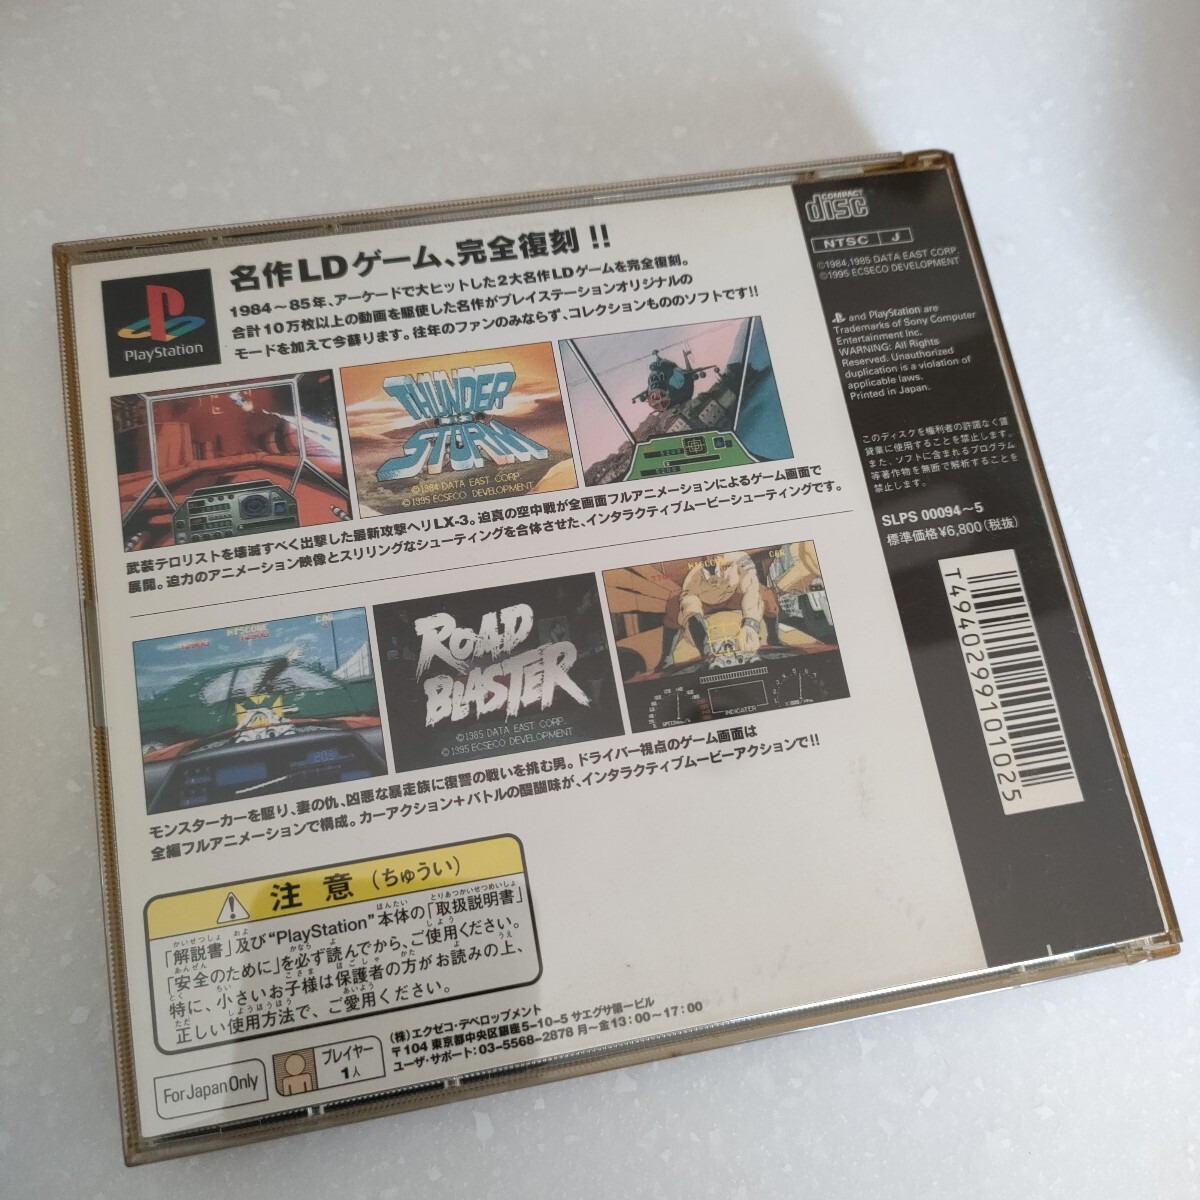 名作LDゲーム、完全復刻!!
1984～85年、アーケードで大ヒットした2大名作LDゲームを完全復刻。
合計10万枚以上の動画を駆使した名作がプレイステーションオリジナルの
モードを加えて今蘇ります。往年のファンのみならず、コレクションもののソフトです!!
PlayStation
THUNDER
STORM
©1984 DATA EAST CORP.
©1995 ECSECO DEVELOPMENT
武装テロリストを壊滅すべく出撃した最新攻撃ヘリLX-3。迫真の空中戦が全画面フルアニメーションによるゲーム画面で
展開。迫力のアニメーション映像とスリリングなシューティングを合体させた、インタラクティブムービーシューティングです。
HISCORE
ROAD
BLASTER
©1985 DATA EAST CORP.
©1995 ECSECO DEVELOPMENT
HISCORE
INDICATER
モンスターカーを駆り、妻の仇、凶悪な暴走族に復讐の戦いを挑む男。ドライバー視点のゲーム画面は
全編フルアニメーションで構成。カーアクション+バトルの醍醐味が、インタラクティブムービーアクションで!!
注意(ちゅうい)
「解説書」及び"PlayStation"本体の「取扱説明書」
「安全のために」を必ず読んでから、ご使用ください。
特に、小さいお子様は保護者の方がお読みの上、
正しい使用方法で、ご愛用ください。
For Japan Only
プレイヤー
1人
(株)エクゼコ・デベロップメント
〒104 東京都中央区銀座5-10-5 サエグサ第一ビル
ユーザ・サポート:03-5568-2878 月～金13:00～17:00
COMPACT
disc
NTSC J
©1984,1985 DATA EAST CORP.
©1995 ECSECO DEVELOPMENT
and PlayStation are
Trademarks of Sony Computer
Entertainment Inc.
WARNING: All Rights
Reserved. Unauthorized
duplication is a violation of
applicable laws.
Printed in Japan.
このディスクを権利者の許諾なく賃
貸業に使用することを禁止します。
また、ソフトに含まれるプログラム
等著作物を無断で解析することを
禁止します。
SLPS 00094～5
標準価格¥6,800(税抜)
T4940299101025